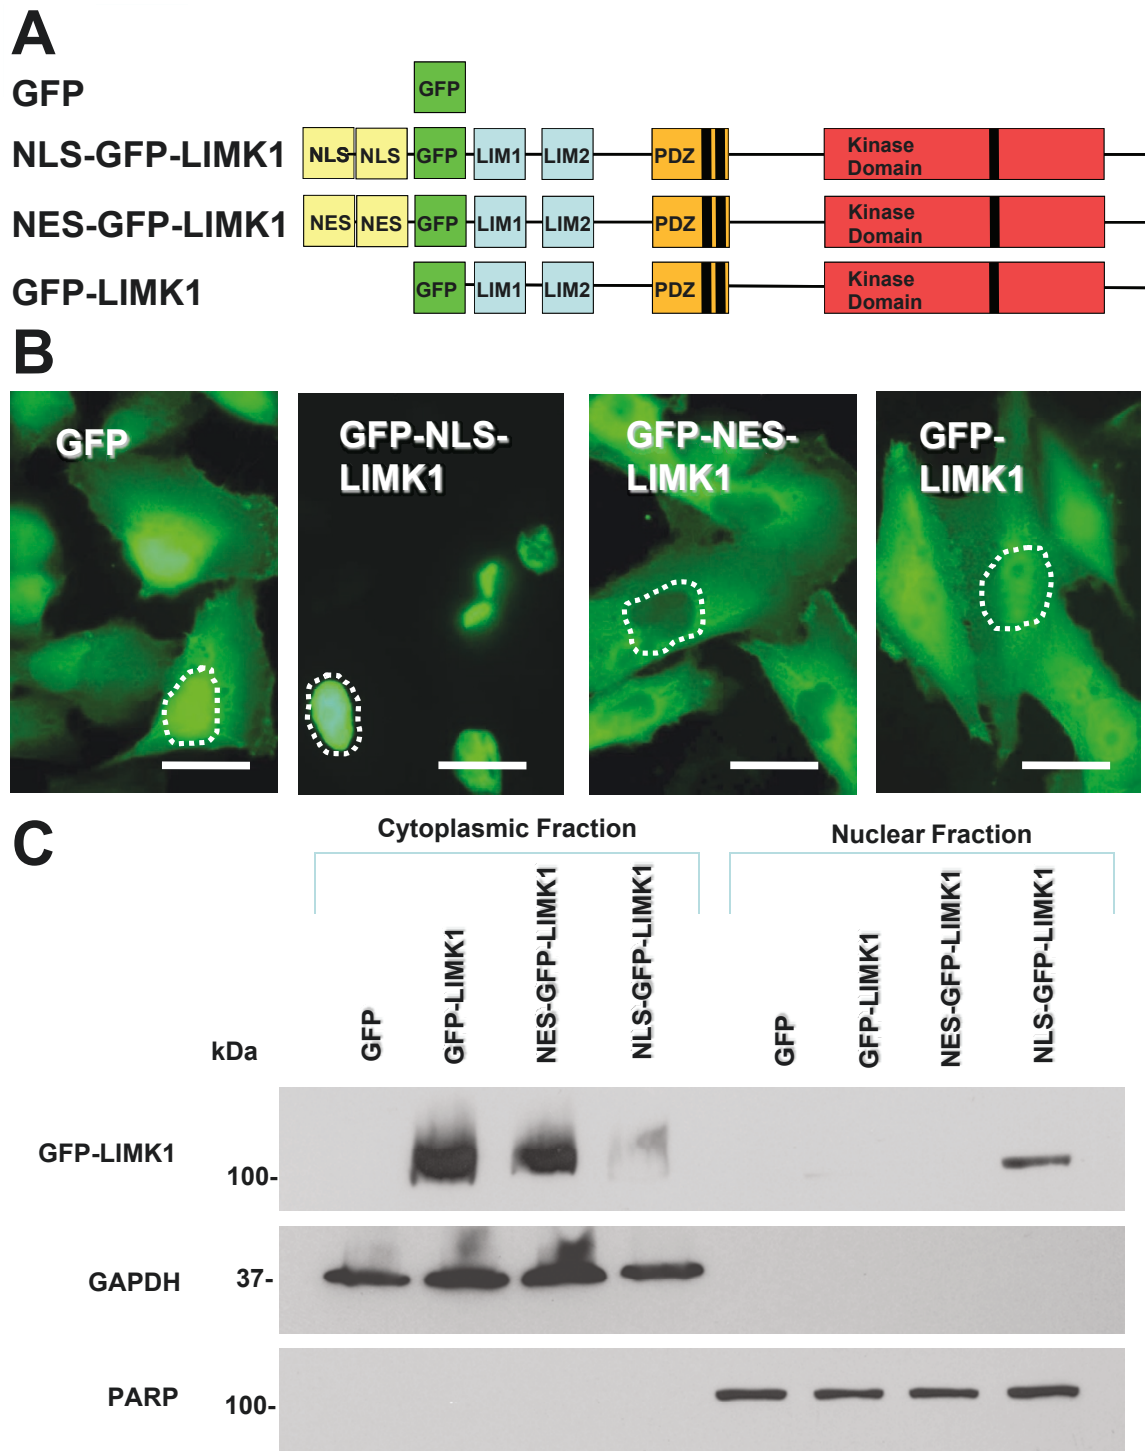 A
GFP
GFP
NLS-GFP-LIMK1
NLS NLS GFP LIM1 LIM2 PDZ Kinase
Domain
NES-GFP-LIMK1
NES NES GFP LIM1 LIM2 PDZ Kinase
Domain
GFP-LIMK1
GFP LIM1 LIM2 PDZ Kinase
Domain
B
GFP
GFP-NLS-
LIMK1
GFP-NES-
LIMK1
GFP-
LIMK1
C
Cytoplasmic Fraction
Nuclear Fraction
kDa
GFP
GFP-LIMK1
NES-GFP-LIMK1
NLS-GFP-LIMK1
GFP
GFP-LIMK1
NES-GFP-LIMK1
NLS-GFP-LIMK1
GFP-LIMK1
100-
GAPDH
37-
PARP
100-